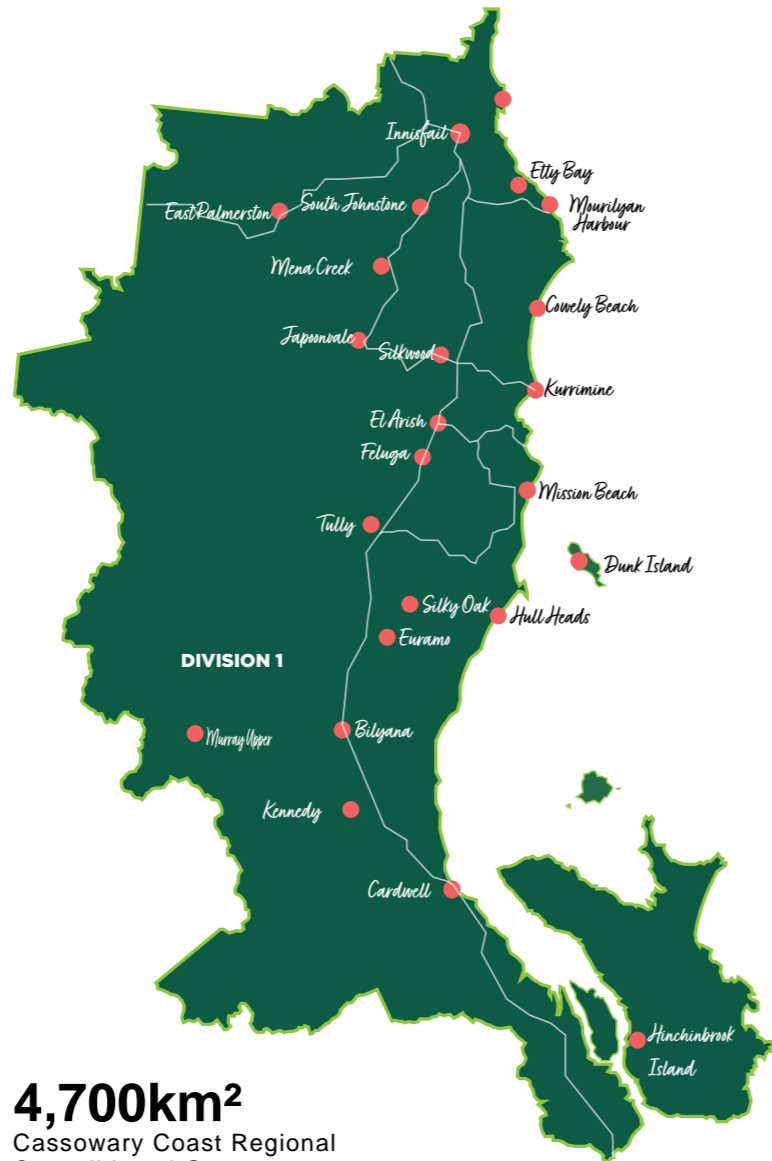 Innisfail
Etty Bay
East Palmerston
South Johnstone
Mourilyan
Harbour
Mena Creek
Cowely Beach
Japoonvale
Silkwood
Kurrimine
El Arish
Feluga
Mission Beach
Tully
Dunk Island
Silky Oak
Hull Heads
Euramo
DIVISION 1
Murray Upper
Bilyana
Kennedy
Cardwell
Hinchinbrook
Island
4,700km²
Cassowary Coast Regional